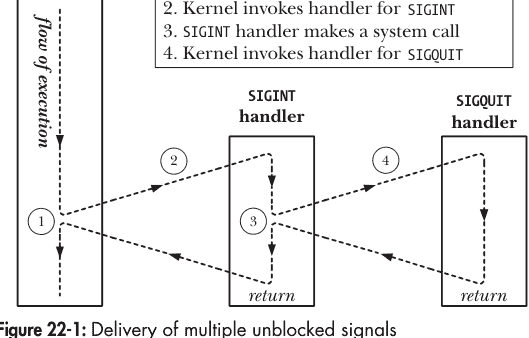 2. Kernel invokes handler for SIGINT
3. SIGINT handler makes a system call
4. Kernel invokes handler for SIGQUIT
flow of execution
SIGINT
handler
SIGQUIT
handler
2
4
1
3
return
return
Figure 22-1: Delivery of multiple unblocked signals